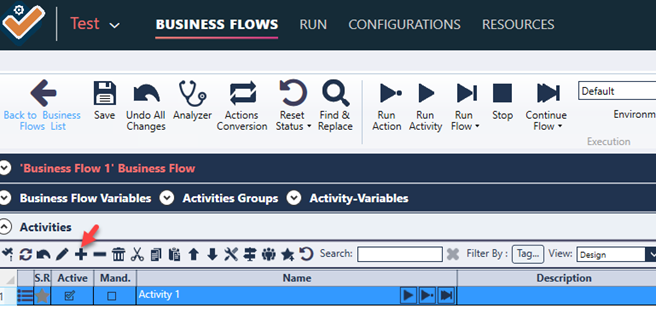 Test BUSINESS FLOWS RUN CONFIGURATIONS RESOURCES
Back to Business Flows List
Save
Undo All Changes
Analyzer
Actions Conversion
Reset Status
Find & Replace
Run Action
Run Activity
Run Flow
Stop
Continue Flow
Default
Environm
Execution
'Business Flow 1' Business Flow
Business Flow Variables Activities Groups Activity-Variables
Activities
Search: Filter By : Tag... View: Design
S.R Active Mand. Name Description
1 Activity 1